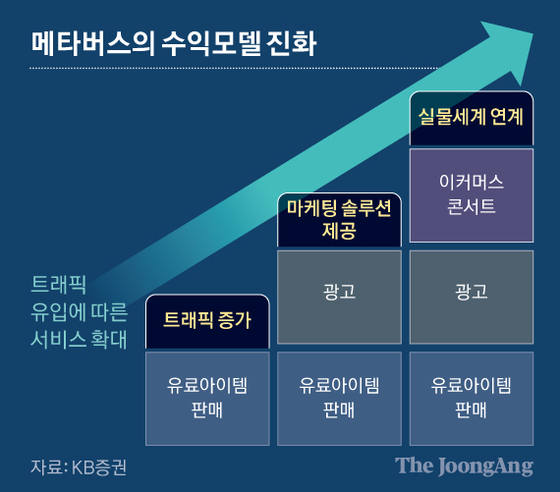 메타버스의 수익모델 진화
실물세계 연계
이커머스
콘서트
마케팅 솔루션
제공
광고
광고
트래픽
유입에 따른
서비스 확대
트래픽 증가
유료아이템
판매
유료아이템
판매
유료아이템
판매
자료: KB증권
The JoongAng